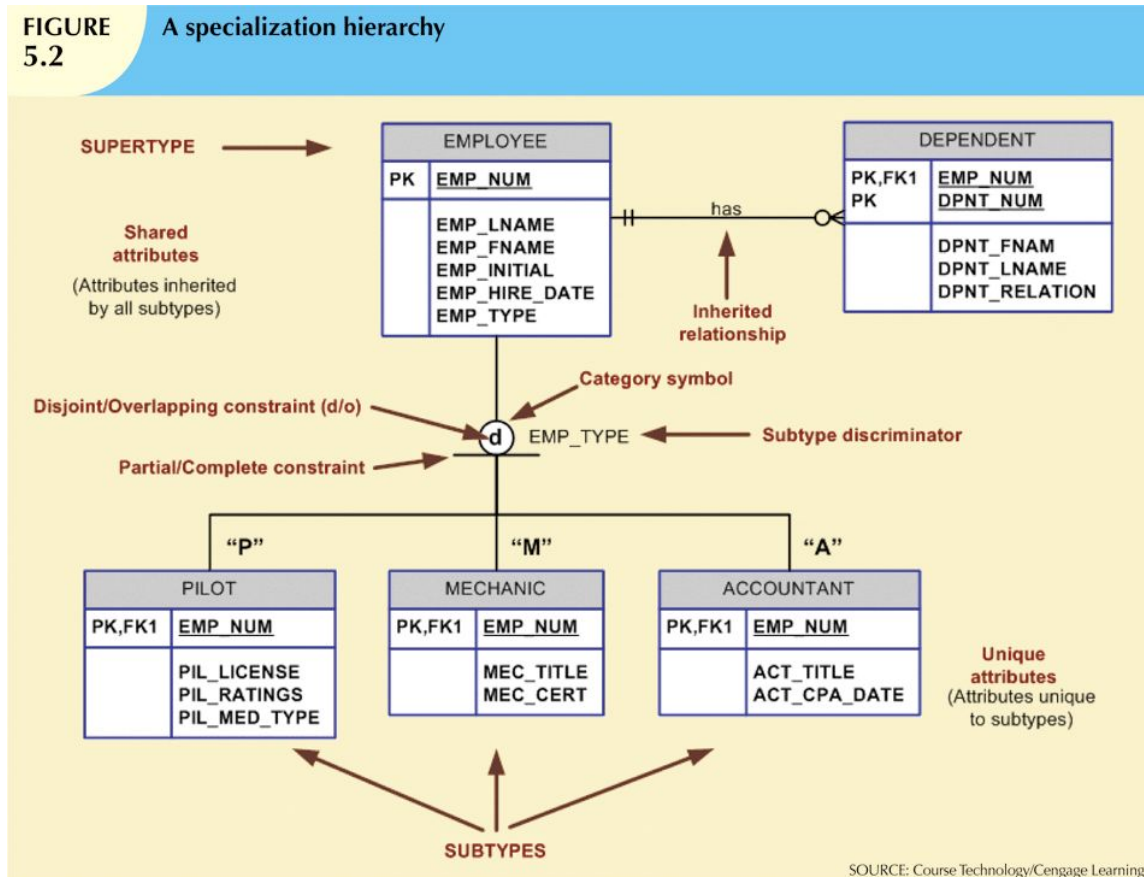 FIGURE
5.2
A specialization hierarchy
SUPERTYPE
EMPLOYEE
PK EMP_NUM
EMP_LNAME
EMP_FNAME
EMP_INITIAL
EMP_HIRE_DATE
EMP_TYPE
DEPENDENT
PK,FK1 EMP_NUM
PK DPNT_NUM
DPNT_FNAM
DPNT_LNAME
DPNT_RELATION
has
Shared
attributes
(Attributes inherited
by all subtypes)
Inherited
relationship
Category symbol
Disjoint/Overlapping constraint (d/o)
d
EMP_TYPE
Subtype discriminator
Partial/Complete constraint
“P”
“M”
“A”
PILOT
PK,FK1 EMP_NUM
PIL_LICENSE
PIL_RATINGS
PIL_MED_TYPE
MECHANIC
PK,FK1 EMP_NUM
MEC_TITLE
MEC_CERT
ACCOUNTANT
PK,FK1 EMP_NUM
ACT_TITLE
ACT_CPA_DATE
Unique
attributes
(Attributes unique
to subtypes)
SUBTYPES
SOURCE: Course Technology/Cengage Learning